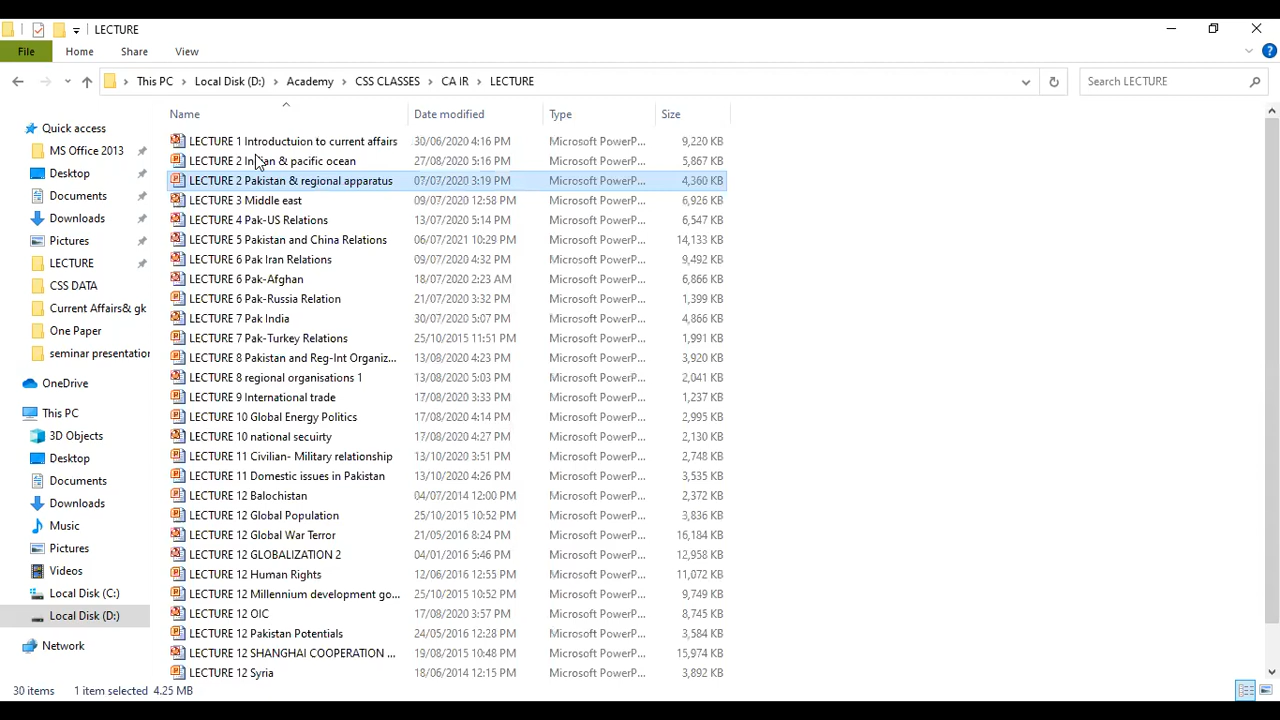 LECTURE
File Home Share View
This PC Local Disk (D:) Academy CSS CLASSES CA IR LECTURE Search LECTURE
Name Date modified Type Size
Quick access
MS Office 2013
Desktop
Documents
Downloads
Pictures
LECTURE
CSS DATA
Current Affairs& gk
One Paper
seminar presentation
OneDrive
This PC
3D Objects
Desktop
Documents
Downloads
Music
Pictures
Videos
Local Disk (C:)
Local Disk (D:)
Network
LECTURE 1 Introductuion to current affairs 30/06/2020 4:16 PM Microsoft PowerP... 9,220 KB
LECTURE 2 Indian & pacific ocean 27/08/2020 5:16 PM Microsoft PowerP... 5,867 KB
LECTURE 2 Pakistan & regional apparatus 07/07/2020 3:19 PM Microsoft PowerP... 4,360 KB
LECTURE 3 Middle east 09/07/2020 12:58 PM Microsoft PowerP... 6,926 KB
LECTURE 4 Pak-US Relations 13/07/2020 5:14 PM Microsoft PowerP... 6,547 KB
LECTURE 5 Pakistan and China Relations 06/07/2021 10:29 PM Microsoft PowerP... 14,133 KB
LECTURE 6 Pak Iran Relations 09/07/2020 4:32 PM Microsoft PowerP... 9,492 KB
LECTURE 6 Pak-Afghan 18/07/2020 2:23 AM Microsoft PowerP... 6,866 KB
LECTURE 6 Pak-Russia Relation 21/07/2020 3:32 PM Microsoft PowerP... 1,399 KB
LECTURE 7 Pak India 30/07/2020 5:07 PM Microsoft PowerP... 4,866 KB
LECTURE 7 Pak-Turkey Relations 25/10/2015 11:51 PM Microsoft PowerP... 1,991 KB
LECTURE 8 Pakistan and Reg-Int Organiz... 13/08/2020 4:23 PM Microsoft PowerP... 3,920 KB
LECTURE 8 regional organisations 1 13/08/2020 5:03 PM Microsoft PowerP... 2,041 KB
LECTURE 9 International trade 17/08/2020 3:33 PM Microsoft PowerP... 1,237 KB
LECTURE 10 Global Energy Politics 17/08/2020 4:14 PM Microsoft PowerP... 2,995 KB
LECTURE 10 national secuirty 17/08/2020 4:27 PM Microsoft PowerP... 2,130 KB
LECTURE 11 Civilian- Military relationship 13/10/2020 3:51 PM Microsoft PowerP... 2,748 KB
LECTURE 11 Domestic issues in Pakistan 13/10/2020 4:26 PM Microsoft PowerP... 3,535 KB
LECTURE 12 Balochistan 04/07/2014 12:00 PM Microsoft PowerP... 2,372 KB
LECTURE 12 Global Population 25/10/2015 10:52 PM Microsoft PowerP... 3,836 KB
LECTURE 12 Global War Terror 21/05/2016 8:24 PM Microsoft PowerP... 16,184 KB
LECTURE 12 GLOBALIZATION 2 04/01/2016 5:46 PM Microsoft PowerP... 12,958 KB
LECTURE 12 Human Rights 12/06/2016 12:55 PM Microsoft PowerP... 11,072 KB
LECTURE 12 Millennium development go... 25/10/2015 10:52 PM Microsoft PowerP... 9,749 KB
LECTURE 12 OIC 17/08/2020 3:57 PM Microsoft PowerP... 8,745 KB
LECTURE 12 Pakistan Potentials 24/05/2016 12:28 PM Microsoft PowerP... 3,584 KB
LECTURE 12 SHANGHAI COOPERATION ... 19/08/2015 10:48 PM Microsoft PowerP... 15,974 KB
LECTURE 12 Syria 18/06/2014 12:15 PM Microsoft PowerP... 3,892 KB
30 items 1 item selected 4.25 MB